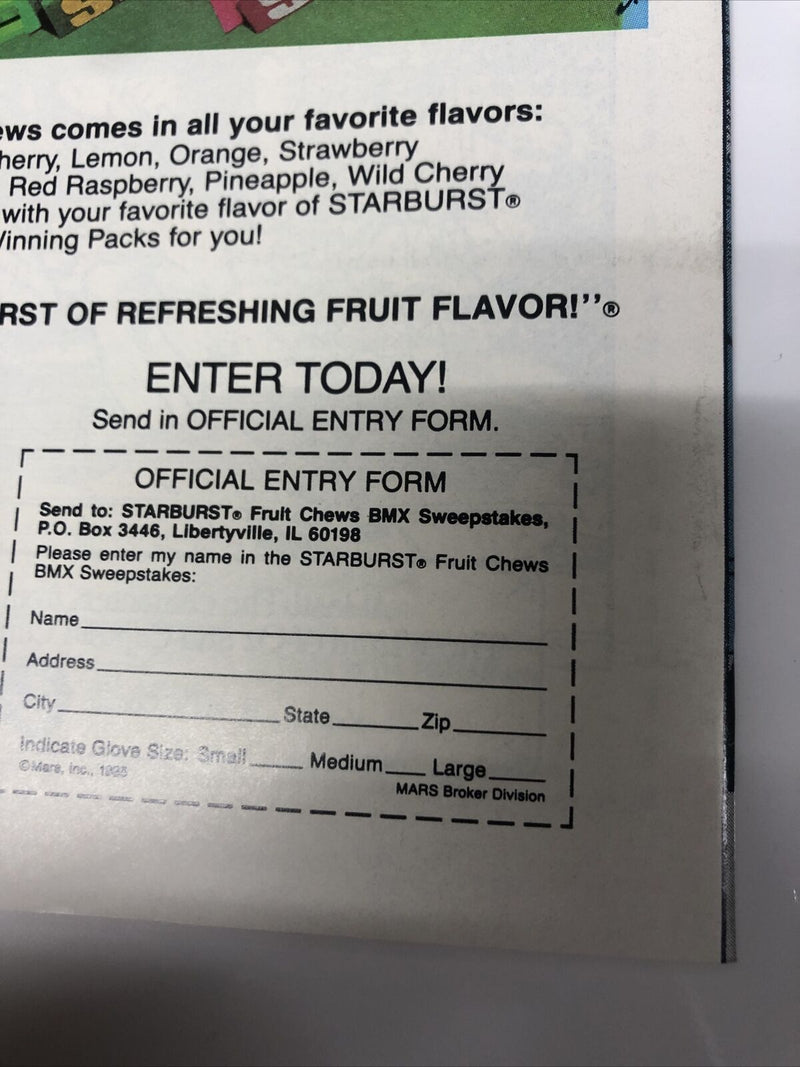 ews comes in all your favorite flavors:
herry, Lemon, Orange, Strawberry
Red Raspberry, Pineapple, Wild Cherry
with your favorite flavor of STARBURST®
Winning Packs for you!
RST OF REFRESHING FRUIT FLAVOR!''®
ENTER TODAY!
Send in OFFICIAL ENTRY FORM.
OFFICIAL ENTRY FORM
Send to: STARBURST® Fruit Chews BMX Sweepstakes,
P.O. Box 3446, Libertyville, IL 60198
Please enter my name in the STARBURST® Fruit Chews
BMX Sweepstakes:
Name
Address
City State Zip
Indicate Glove Size: Small Medium Large
©Mars, Inc.,
MARS Broker Division